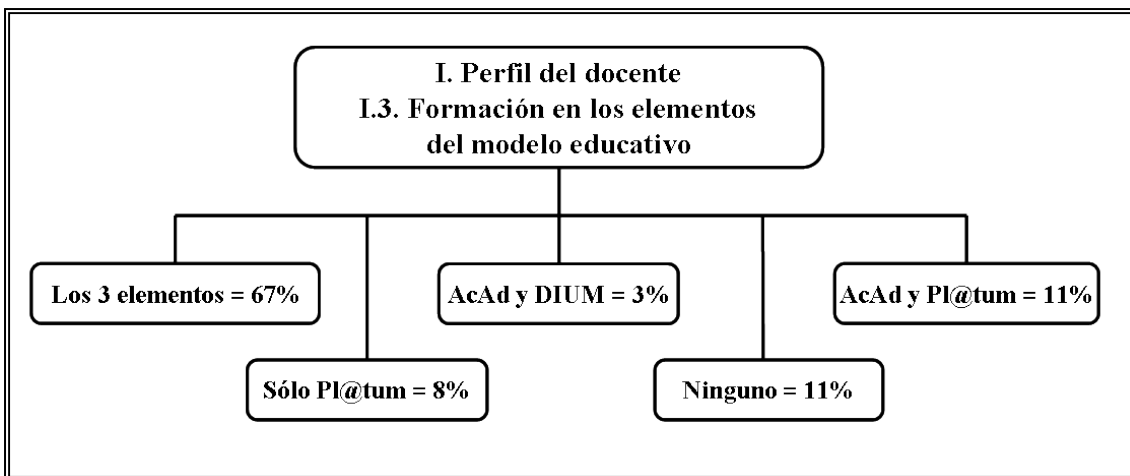 I. Perfil del docente
I.3. Formación en los elementos
del modelo educativo
Los 3 elementos = 67%
AcAd y DIUM = 3%
AcAd y Pl@tum = 11%
Sólo Pl@tum = 8%
Ninguno = 11%